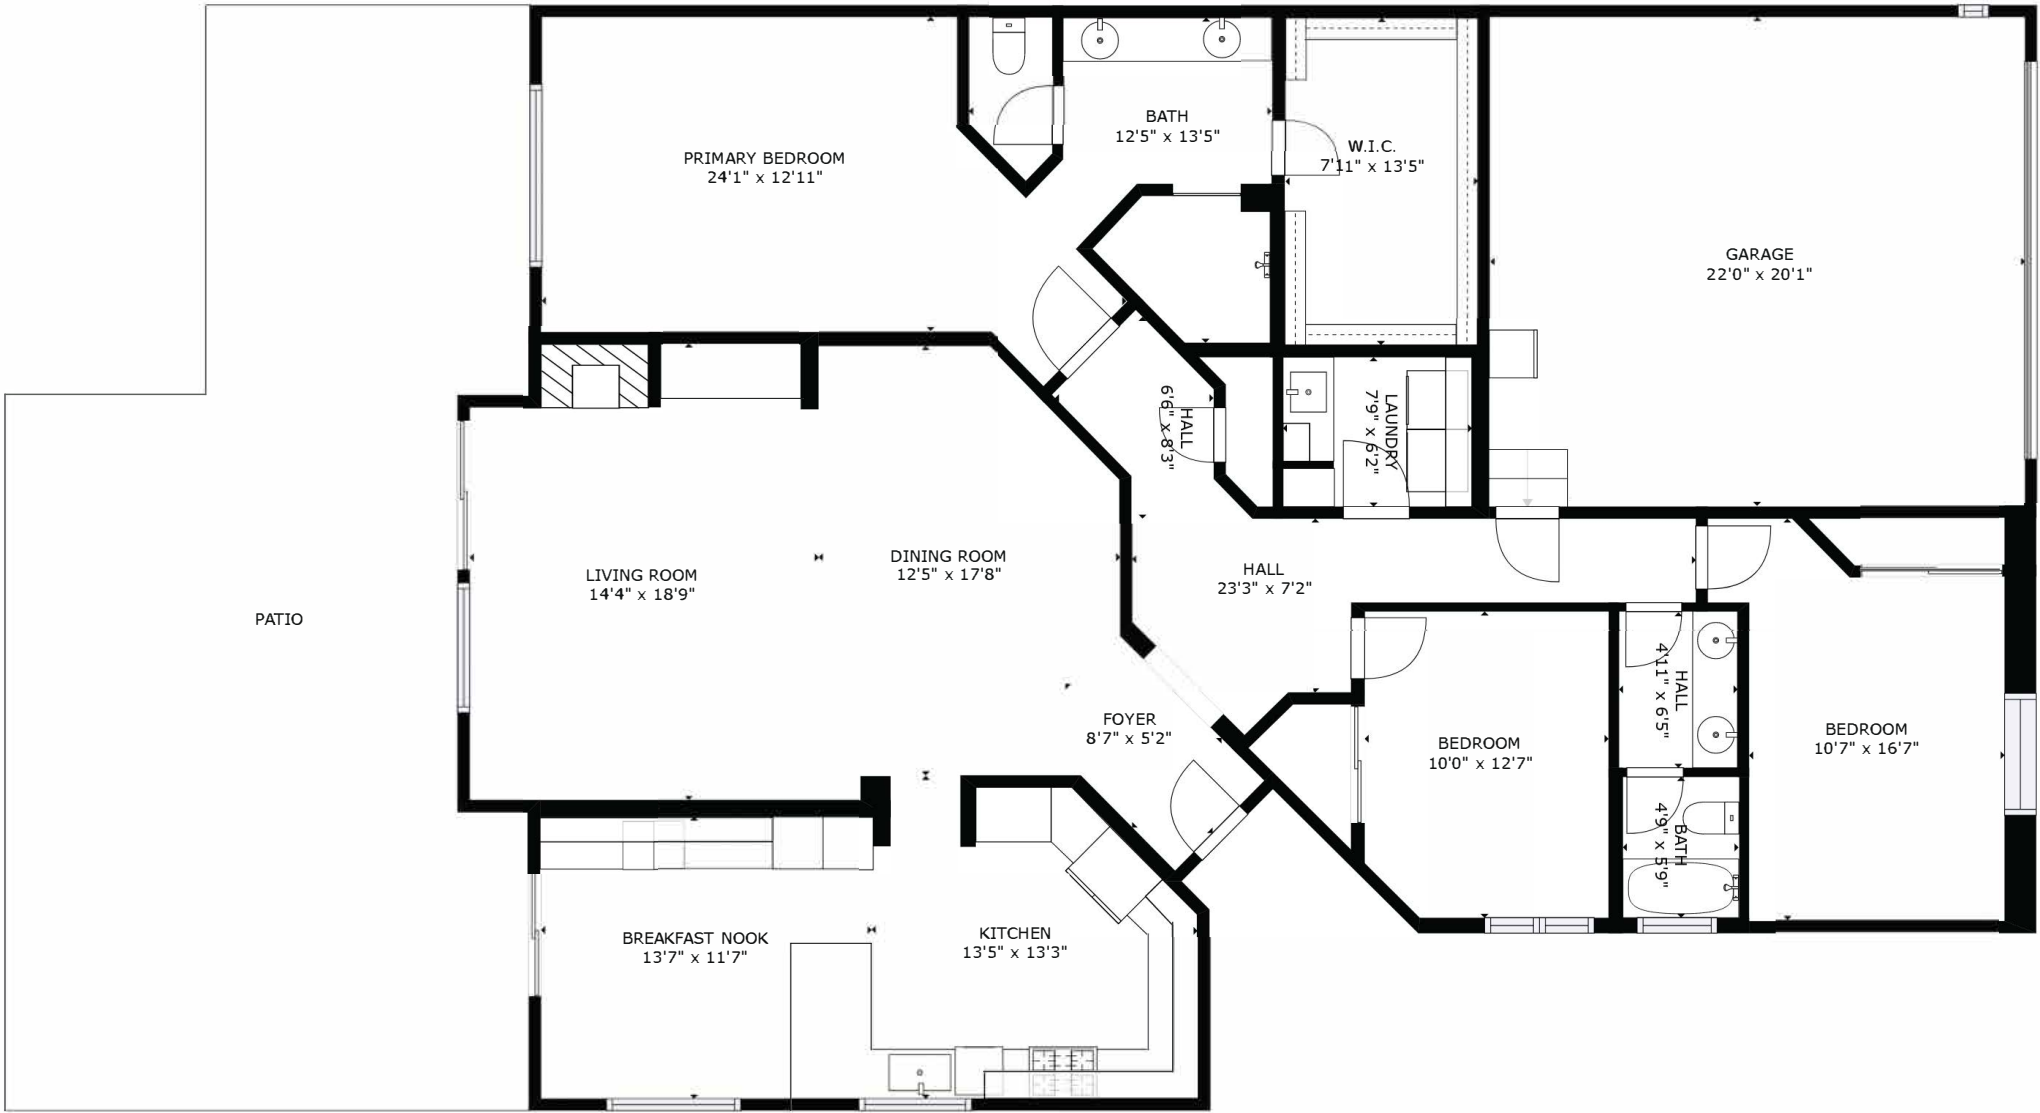 PRIMARY BEDROOM
24'1" x 12'11"
BATH
12'5" x 13'5"
W.I.C.
7'11" x 13'5"
GARAGE
22'0" x 20'1"
HALL
6'6" x 8'3"
LAUNDRY
7'9" x 6'2"
PATIO
LIVING ROOM
14'4" x 18'9"
DINING ROOM
12'5" x 17'8"
HALL
23'3" x 7'2"
FOYER
8'7" x 5'2"
BEDROOM
10'0" x 12'7"
HALL
4'11" x 6'5"
BEDROOM
10'7" x 16'7"
BATH
4'9" x 5'9"
BREAKFAST NOOK
13'7" x 11'7"
KITCHEN
13'5" x 13'3"